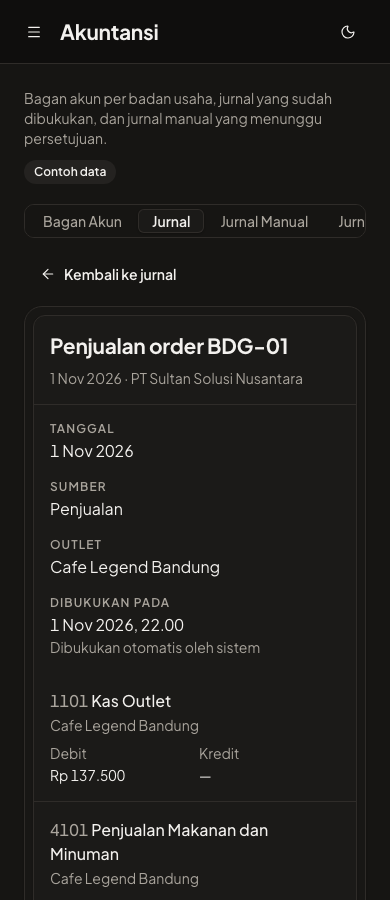 Akuntansi
Bagan akun per badan usaha, jurnal yang sudah
dibukukan, dan jurnal manual yang menunggu
persetujuan.
Contoh data
Bagan Akun Jurnal Jurnal Manual Jurn
Kembali ke jurnal
Penjualan order BDG-01
1 Nov 2026 · PT Sultan Solusi Nusantara
TANGGAL
1 Nov 2026
SUMBER
Penjualan
OUTLET
Cafe Legend Bandung
DIBUKUKAN PADA
1 Nov 2026, 22.00
Dibukukan otomatis oleh sistem
1101 Kas Outlet
Cafe Legend Bandung
Debit Kredit
Rp 137.500 —
4101 Penjualan Makanan dan
Minuman
Cafe Legend Bandung